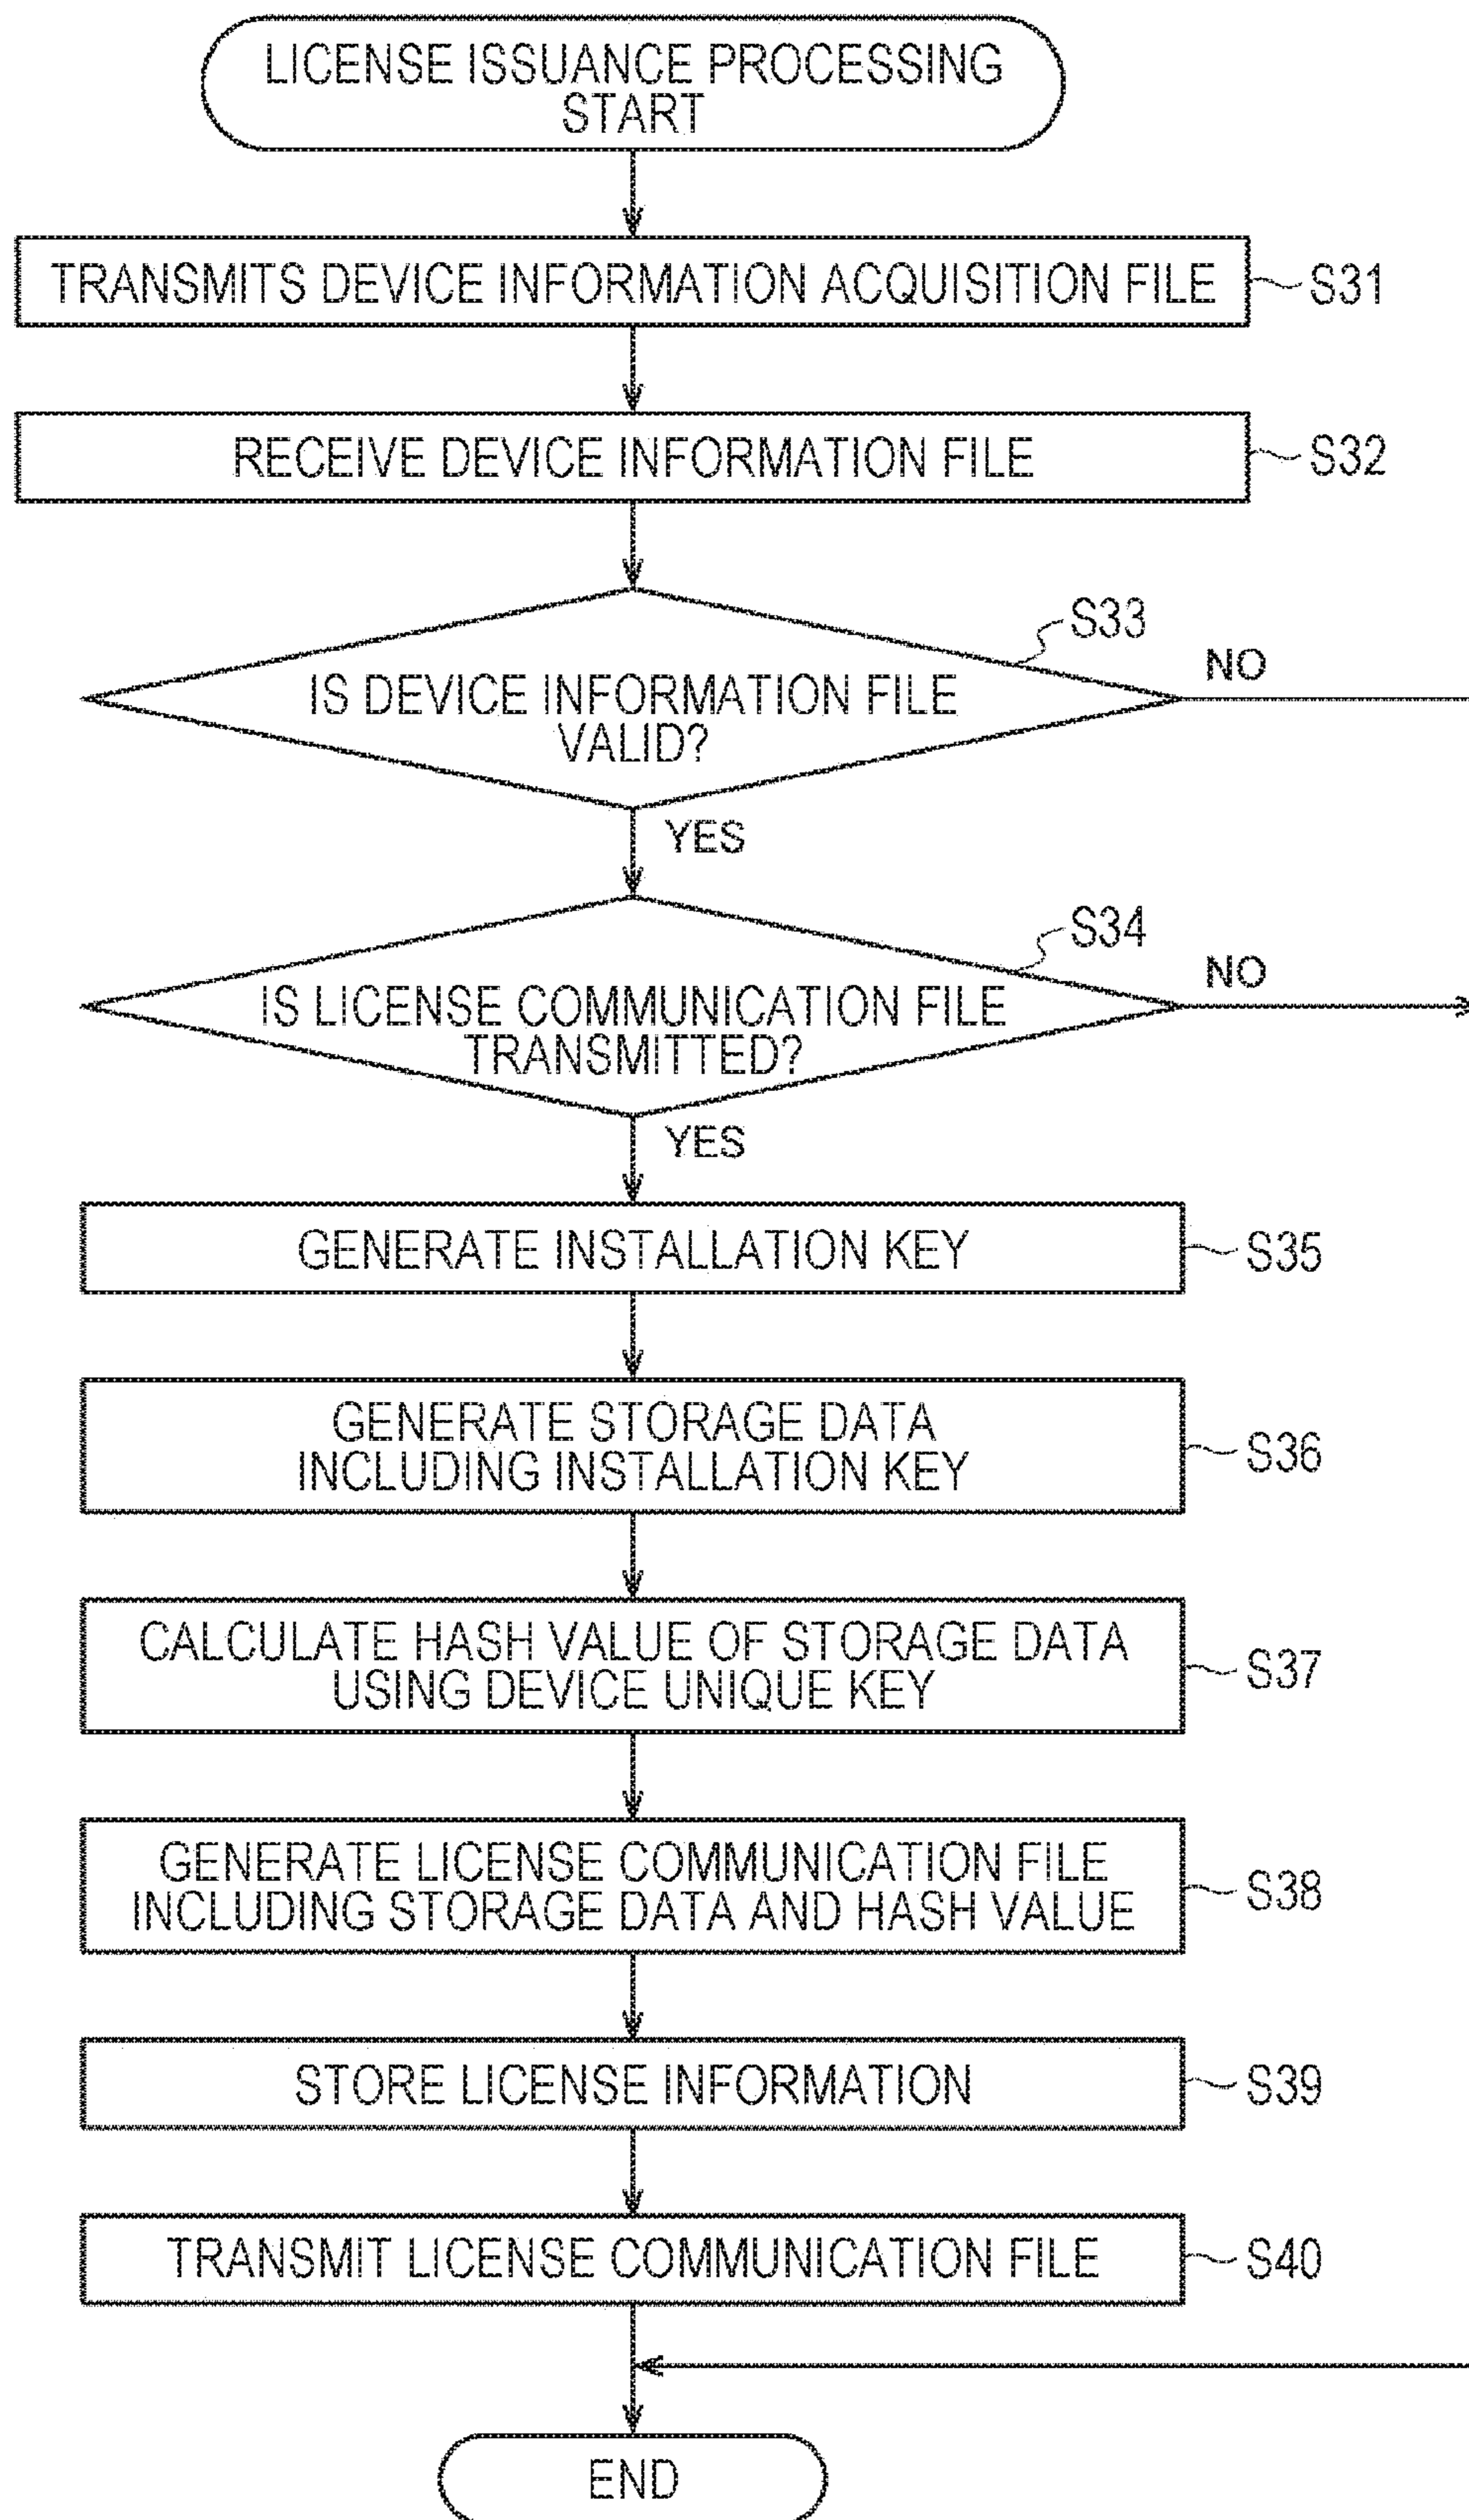 LICENSE ISSUANCE PROCESSING
START
TRANSMITS DEVICE INFORMATION ACQUISITION FILE
S31
RECEIVE DEVICE INFORMATION FILE
S32
S33
NO
IS DEVICE INFORMATION FILE
VALID?
YES
S34
NO
IS LICENSE COMMUNICATION FILE
TRANSMITTED?
YES
GENERATE INSTALLATION KEY
S35
GENERATE STORAGE DATA
INCLUDING INSTALLATION KEY
S36
CALCULATE HASH VALUE OF STORAGE DATA
USING DEVICE UNIQUE KEY
S37
GENERATE LICENSE COMMUNICATION FILE
INCLUDING STORAGE DATA AND HASH VALUE
S38
STORE LICENSE INFORMATION
S39
TRANSMIT LICENSE COMMUNICATION FILE
S40
END